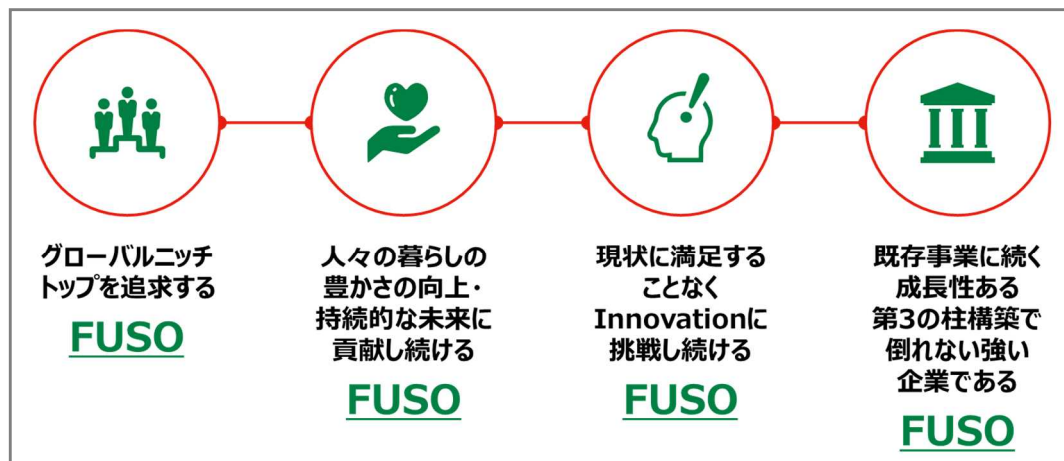 グローバルニッチ
トップを追求する
FUSO
人々の暮らしの
豊かさの向上・
持続的な未来に
貢献し続ける
FUSO
現状に満足する
ことなく
Innovationに
挑戦し続ける
FUSO
既存事業に続く
成長性ある
第3の柱構築で
倒れない強い
企業である
FUSO